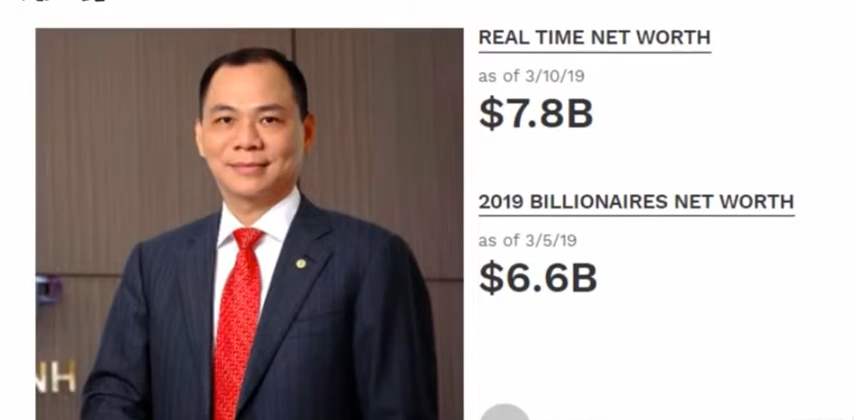 REAL TIME NET WORTH
as of 3/10/19
$7.8B
2019 BILLIONAIRES NET WORTH
as of 3/5/19
$6.6B
NH